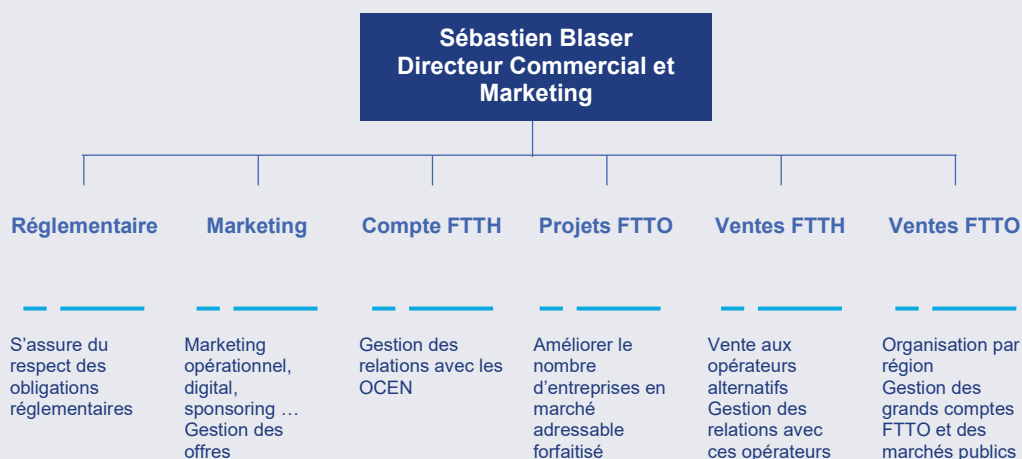 Sébastien Blaser
Directeur Commercial et
Marketing
Réglementaire
Marketing
Compte FTTH
Projets FTTO
Ventes FTTH
Ventes FTTO
S’assure du
respect des
obligations
réglementaires
Marketing
opérationnel,
digital,
sponsoring …
Gestion des
offres
Gestion des
relations avec les
OCEN
Améliorer le
nombre
d’entreprises en
marché
adressable
forfaitisé
Vente aux
opérateurs
alternatifs
Gestion des
relations avec
ces opérateurs
Organisation par
région
Gestion des
grands comptes
FTTO et des
marchés publics